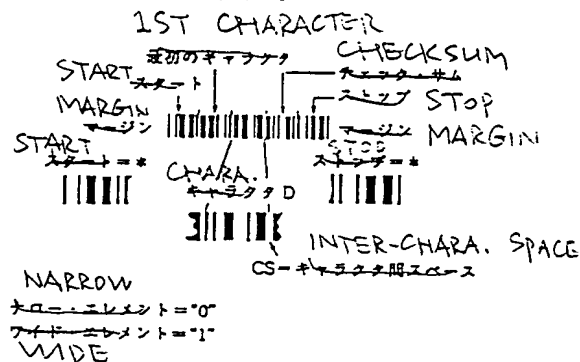 1ST CHARACTER
最初のキャラクタ
CHECKSUM
チェック・サム
START
スタート
ストップ STOP
MARGIN
マージン
マージン MARGIN
START
スタート=*
STOP
ストップ=*
CHARA.
キャラクタ D
INTER-CHARA. SPACE
CS=キャラクタ間スペース
NARROW
ナロー・エレメント="0"
ワイド・エレメント="1"
WIDE